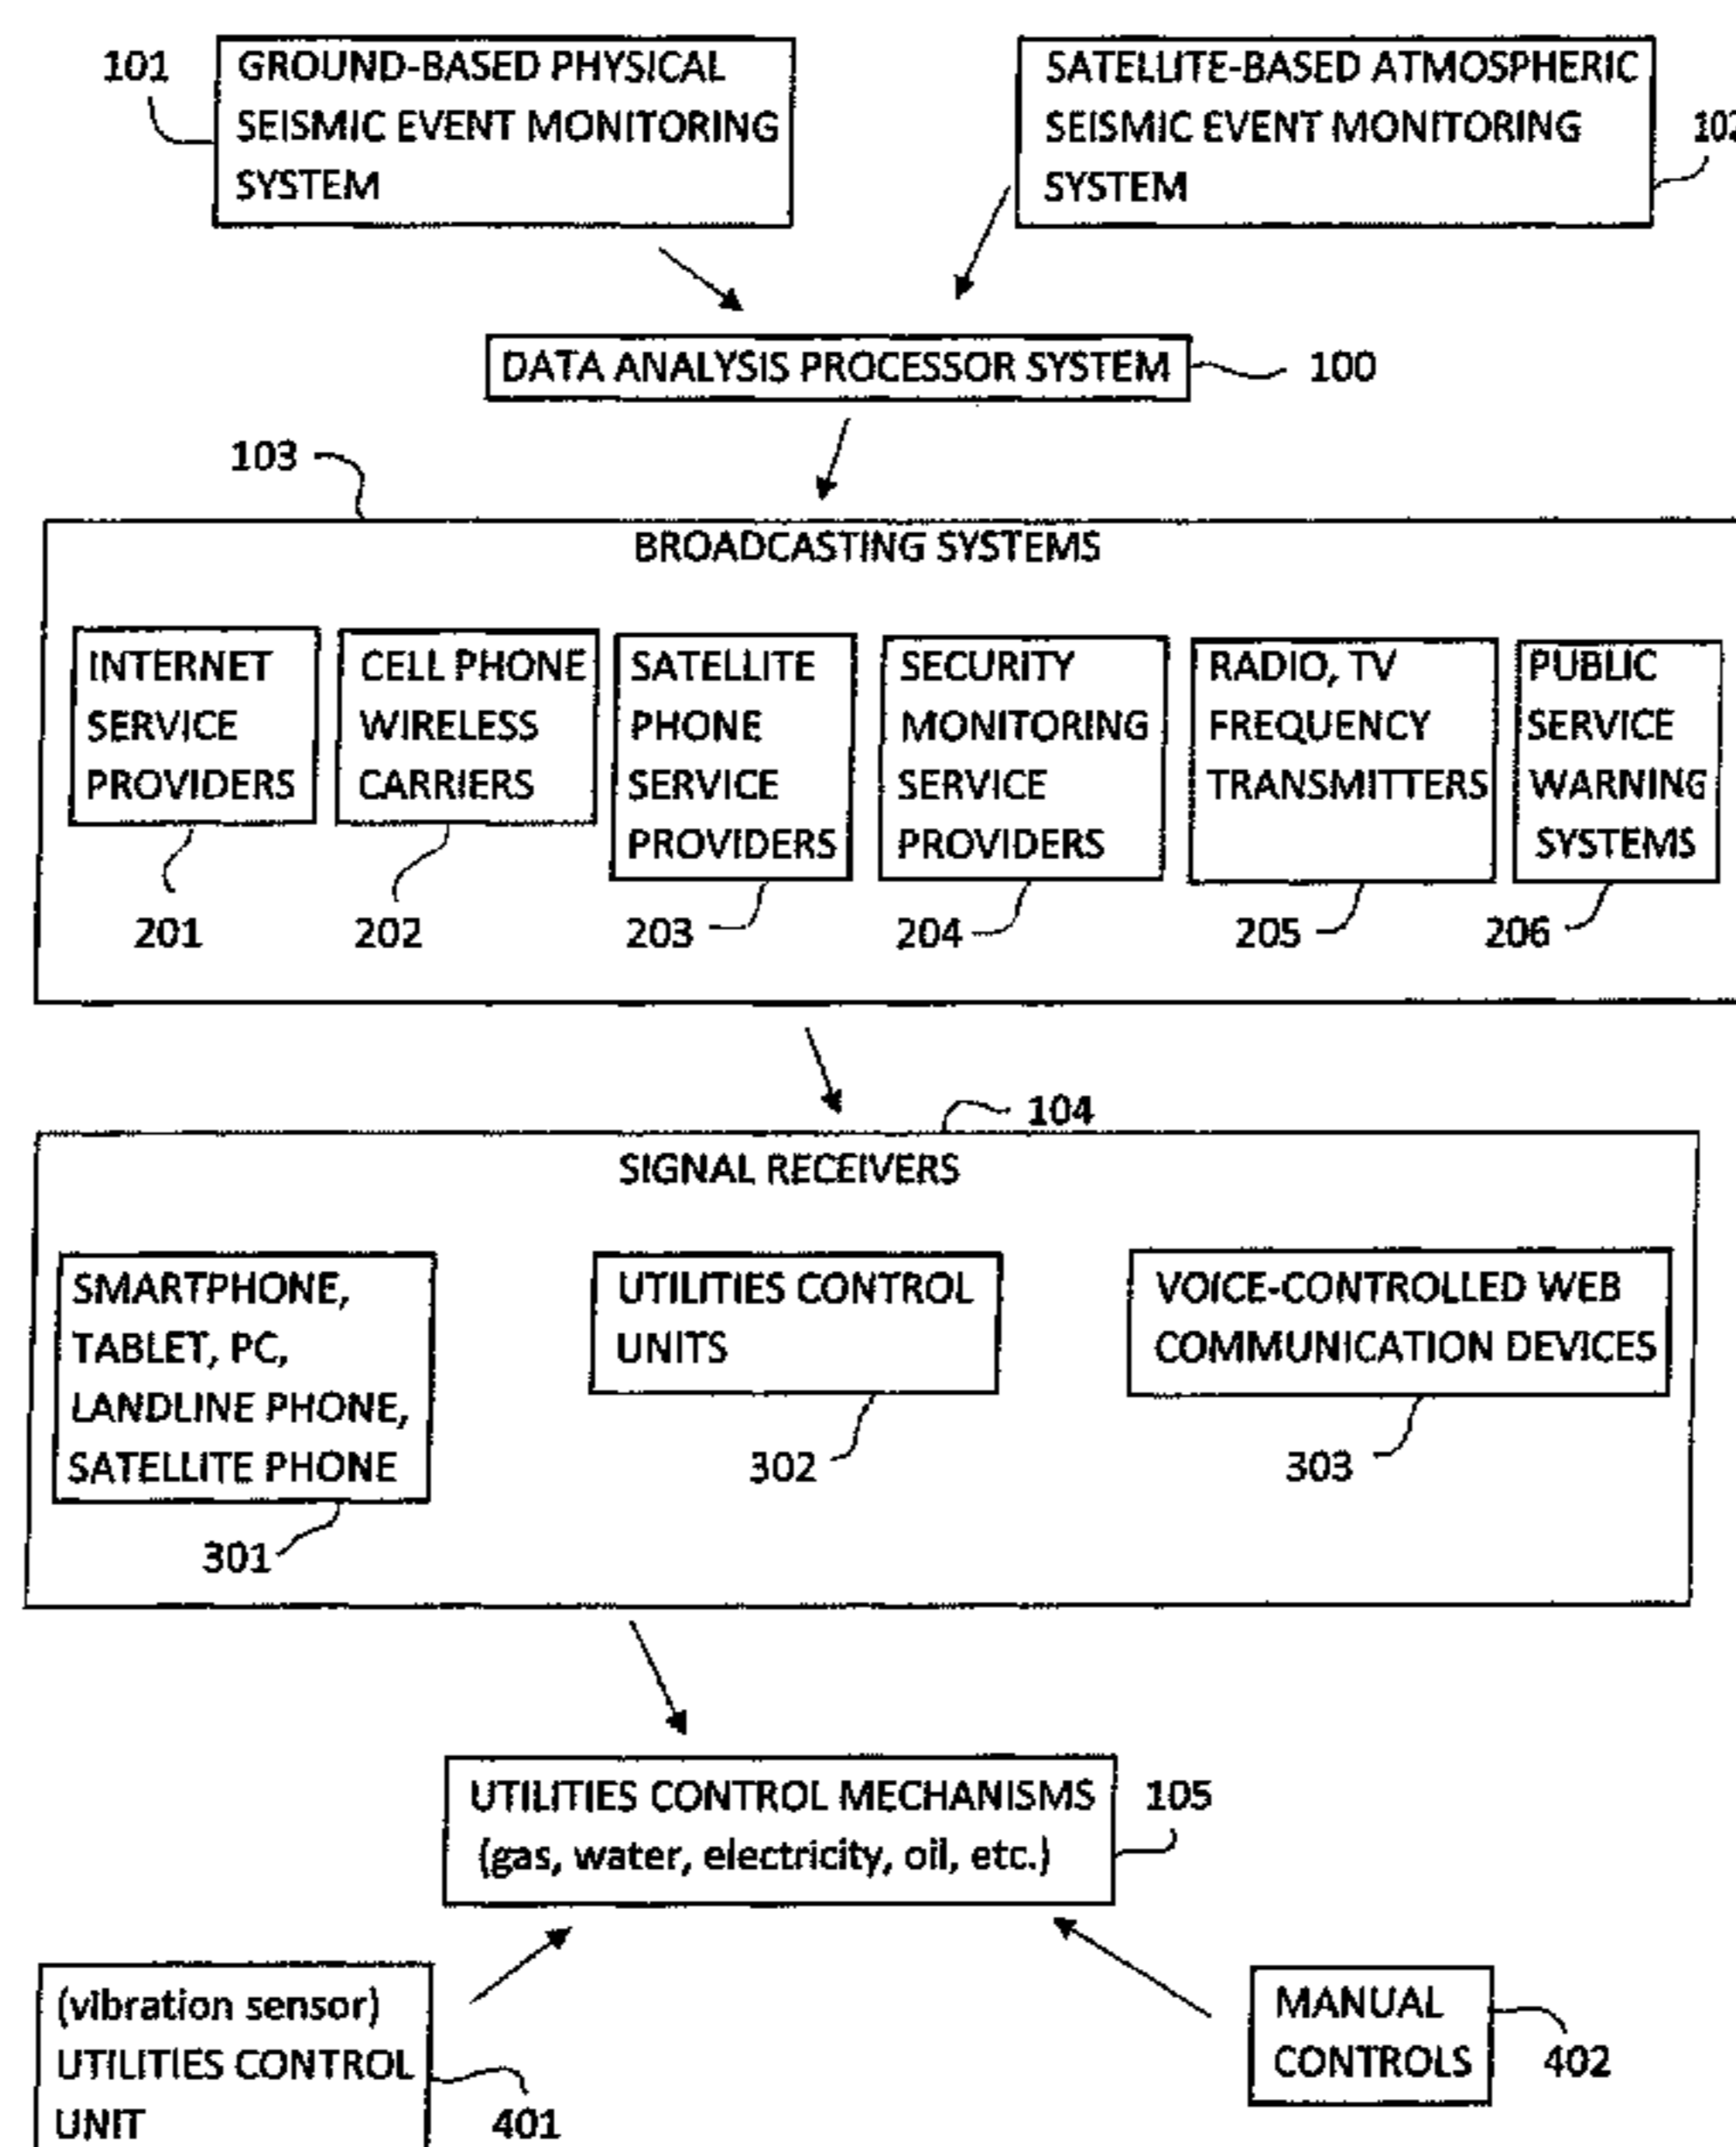 101
GROUND-BASED PHYSICAL
SEISMIC EVENT MONITORING
SYSTEM
SATELLITE-BASED ATMOSPHERIC
SEISMIC EVENT MONITORING
SYSTEM
102
DATA ANALYSIS PROCESSOR SYSTEM
100
103
BROADCASTING SYSTEMS
INTERNET
SERVICE
PROVIDERS
CELL PHONE
WIRELESS
CARRIERS
SATELLITE
PHONE
SERVICE
PROVIDERS
SECURITY
MONITORING
SERVICE
PROVIDERS
RADIO, TV
FREQUENCY
TRANSMITTERS
PUBLIC
SERVICE
WARNING
SYSTEMS
201
202
203
204
205
206
104
SIGNAL RECEIVERS
SMARTPHONE,
TABLET, PC,
LANDLINE PHONE,
SATELLITE PHONE
UTILITIES CONTROL
UNITS
VOICE-CONTROLLED WEB
COMMUNICATION DEVICES
301
302
303
UTILITIES CONTROL MECHANISMS
(gas, water, electricity, oil, etc.)
105
(vibration sensor)
UTILITIES CONTROL
UNIT
401
MANUAL
CONTROLS
402